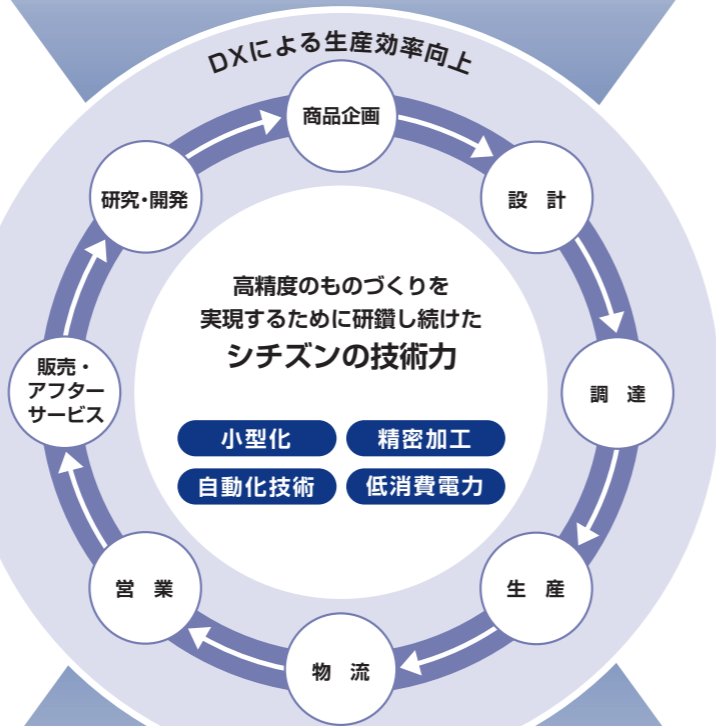 DXによる生産効率向上
商品企画
設 計
調 達
生 産
物 流
営 業
販売・
アフター
サービス
研究・開発
高精度のものづくりを
実現するために研鑽し続けた
シチズンの技術力
小型化
精密加工
自動化技術
低消費電力